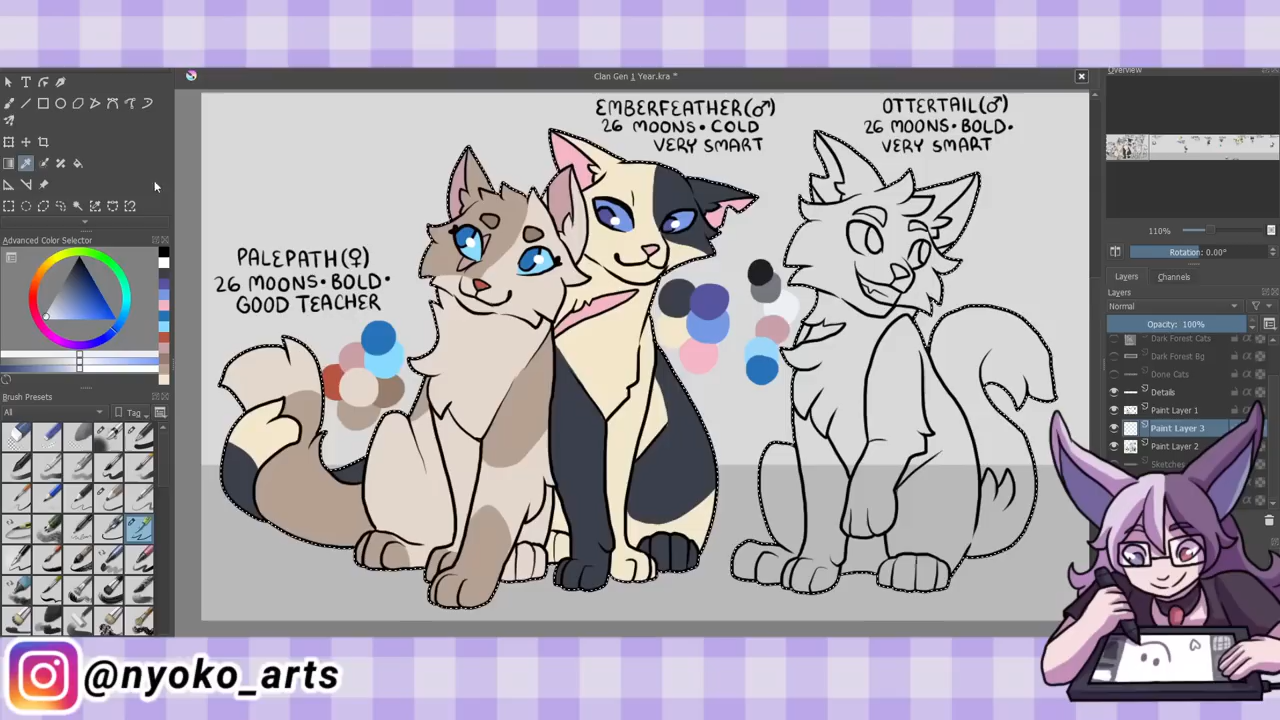 Clan Gen 1 Year.kra *
Overview
EMBERFEATHER(♂)
26 MOONS • COLD
VERY SMART
OTTERTAIL(♂)
26 MOONS • BOLD •
VERY SMART
PALEPATH(♀)
26 MOONS • BOLD •
GOOD TEACHER
Advanced Color Selector
Brush Presets
All
Tag
110%
Rotation: 0.00°
Layers
Channels
Layers
Normal
Opacity: 100%
Dark Forest Cats
Dark Forest Bg
Done Cats
Details
Paint Layer 1
Paint Layer 3
Paint Layer 2
Sketches
@nyoko_arts